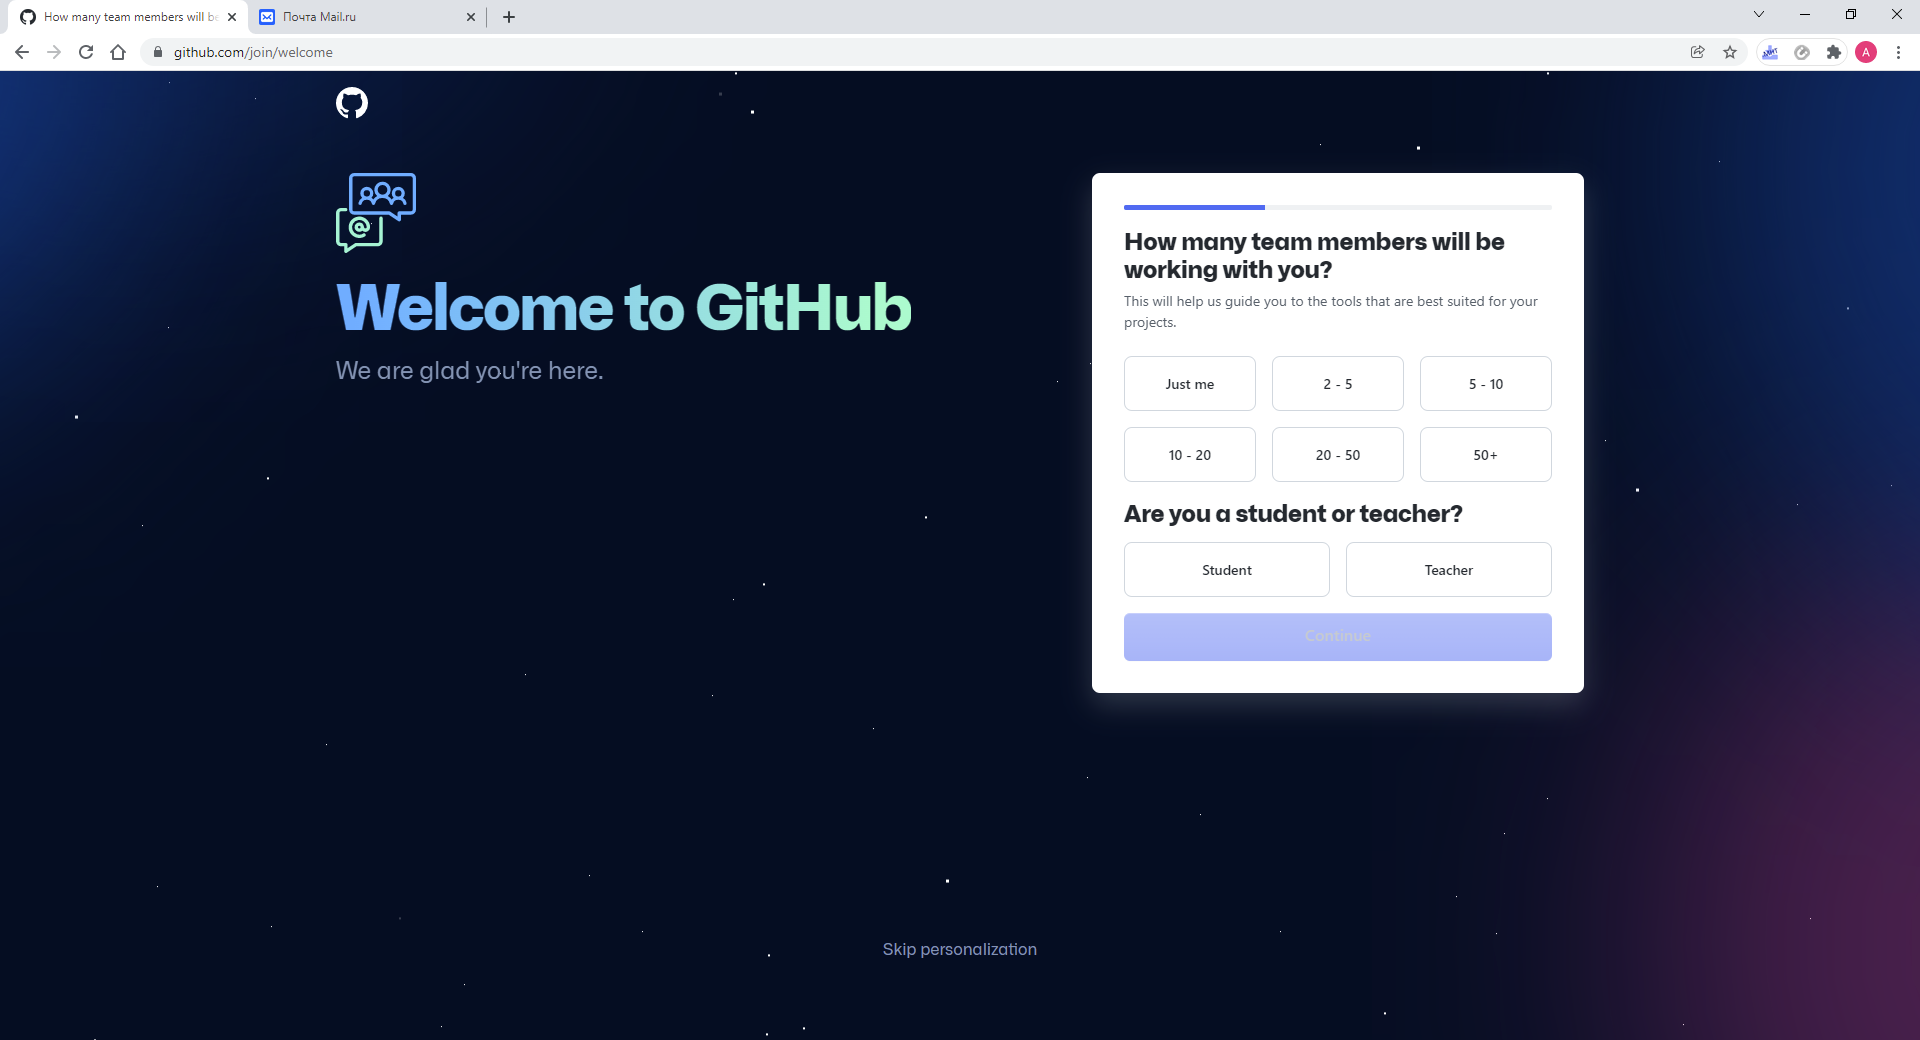 How many team members will be
Почта Mail.ru
github.com/join/welcome
A
@
Welcome to GitHub
We are glad you're here.
How many team members will be
working with you?
This will help us guide you to the tools that are best suited for your
projects.
Just me
2 - 5
5 - 10
10 - 20
20 - 50
50+
Are you a student or teacher?
Student
Teacher
Continue
Skip personalization